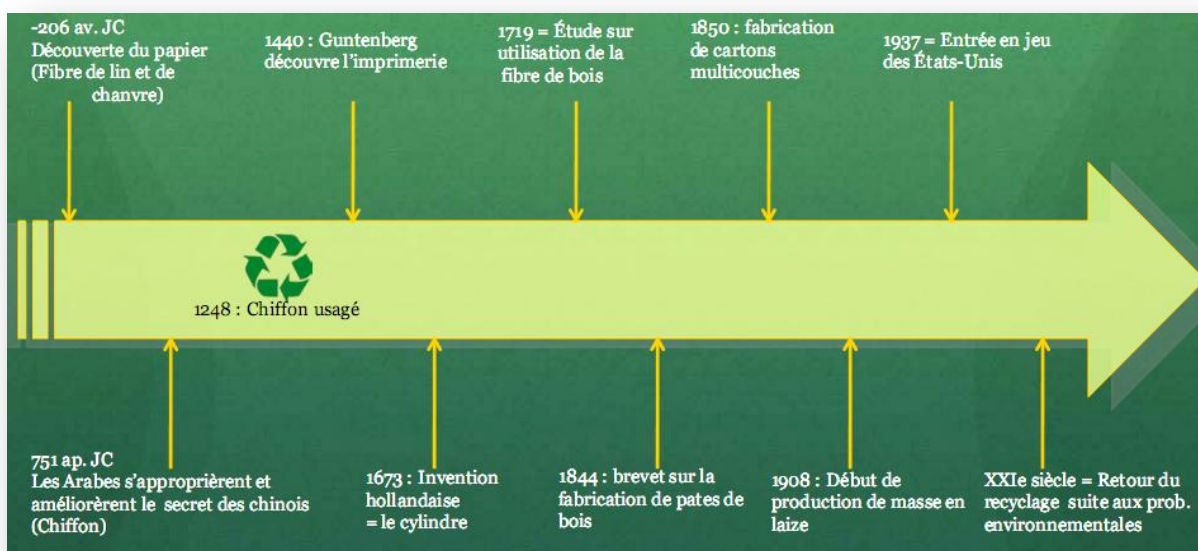 -206 av. JC
Découverte du papier
(Fibre de lin et de
chanvre)
1440 : Guntenberg
découvre l’imprimerie
1719 = Étude sur
utilisation de la
fibre de bois
1850 : fabrication
de cartons
multicouches
1937 = Entrée en jeu
des États-Unis
1248 : Chiffon usagé
751 ap. JC
Les Arabes s’approprièrent et
améliorèrent le secret des chinois
(Chiffon)
1673 : Invention
hollandaise
= le cylindre
1844 : brevet sur la
fabrication de pates de
bois
1908 : Début de
production de masse en
laize
XXIe siècle = Retour du
recyclage suite aux prob.
environnementales